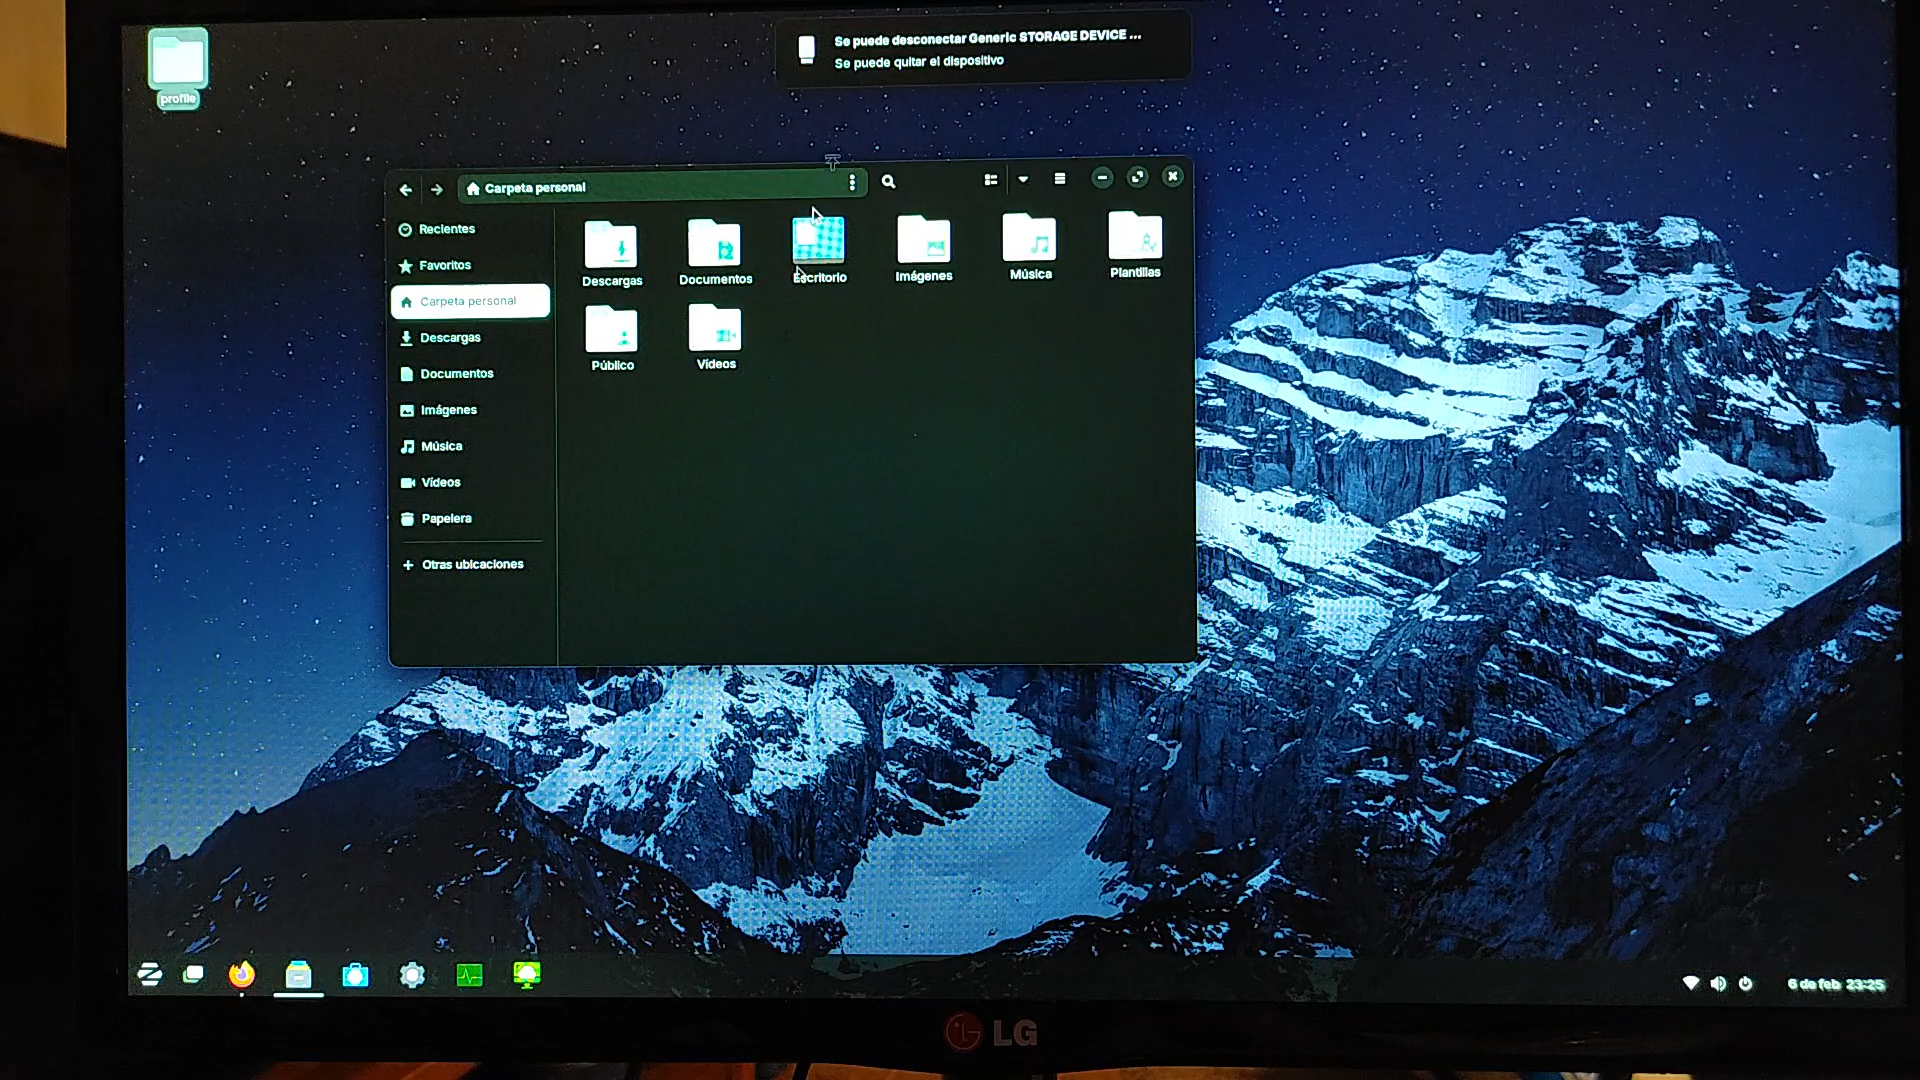 profile
Se puede desconectar Generic STORAGE DEVICE ...
Se puede quitar el dispositivo
Carpeta personal
Recientes
Favoritos
Carpeta personal
Descargas
Documentos
Imágenes
Música
Vídeos
Papelera
Otras ubicaciones
Descargas
Documentos
Escritorio
Imágenes
Música
Plantillas
Público
Vídeos
6 de feb 23:25
LG